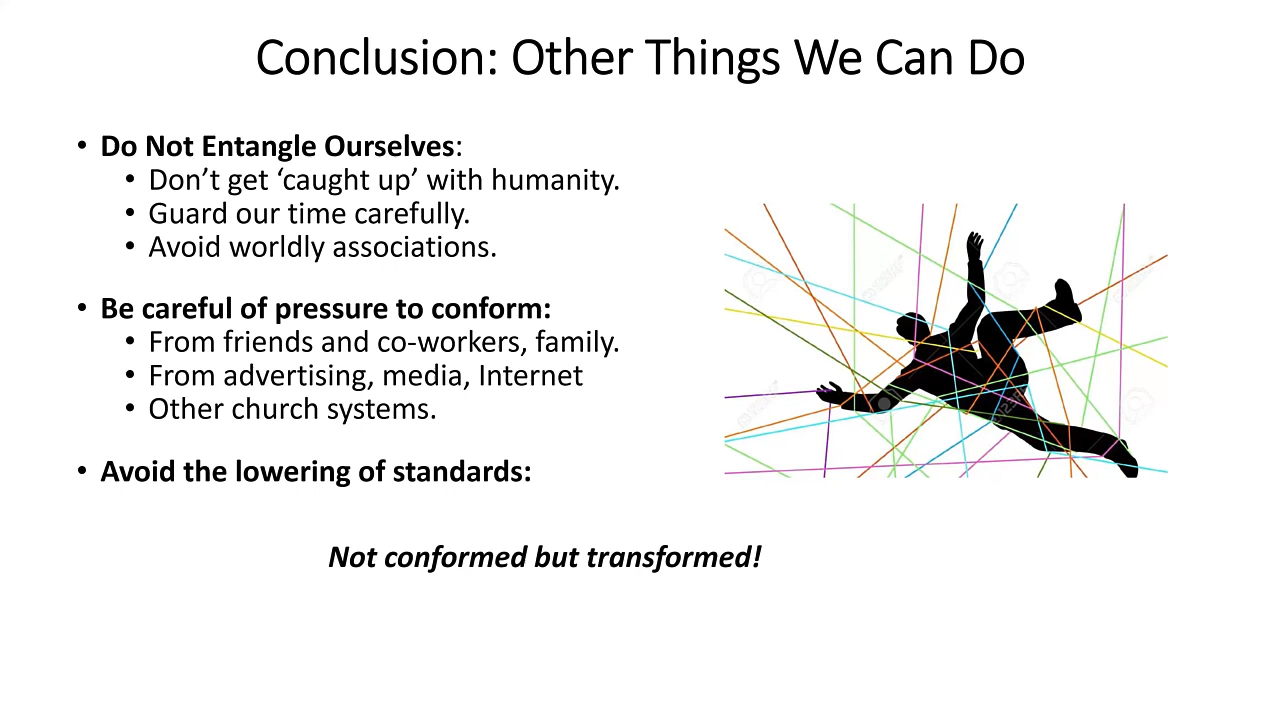 Conclusion: Other Things We Can Do
• Do Not Entangle Ourselves:
• Don’t get ‘caught up’ with humanity.
• Guard our time carefully.
• Avoid worldly associations.
• Be careful of pressure to conform:
• From friends and co-workers, family.
• From advertising, media, Internet
• Other church systems.
• Avoid the lowering of standards:
Not conformed but transformed!